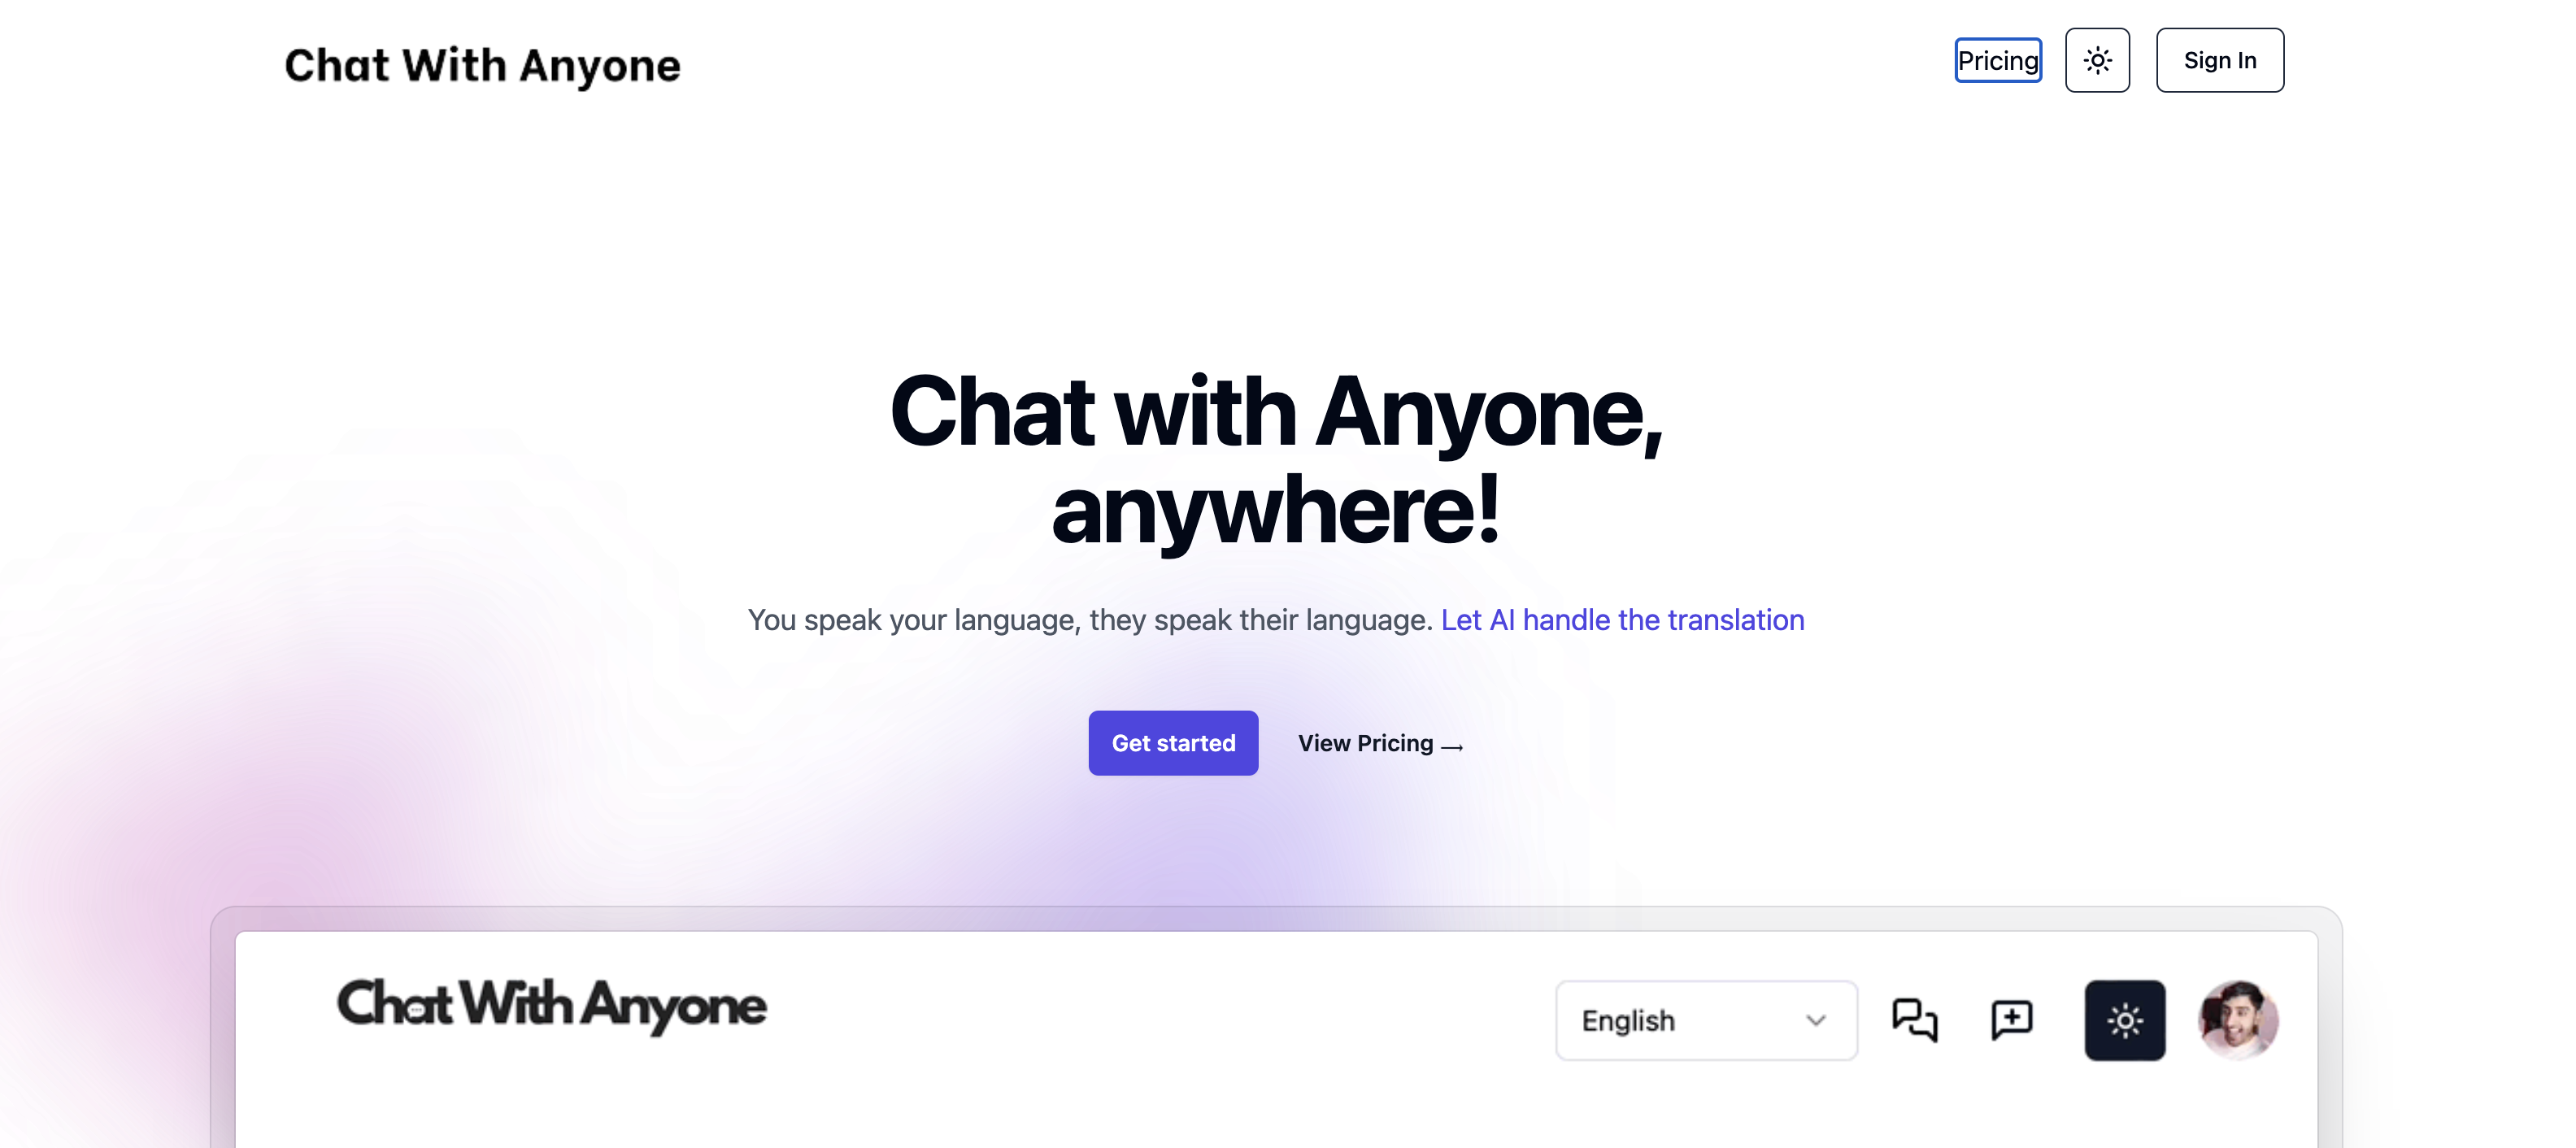 Chat With Anyone
Pricing
Sign In
Chat with Anyone,
anywhere!
You speak your language, they speak their language. Let AI handle the translation
Get started
View Pricing →
Chat With Anyone
English